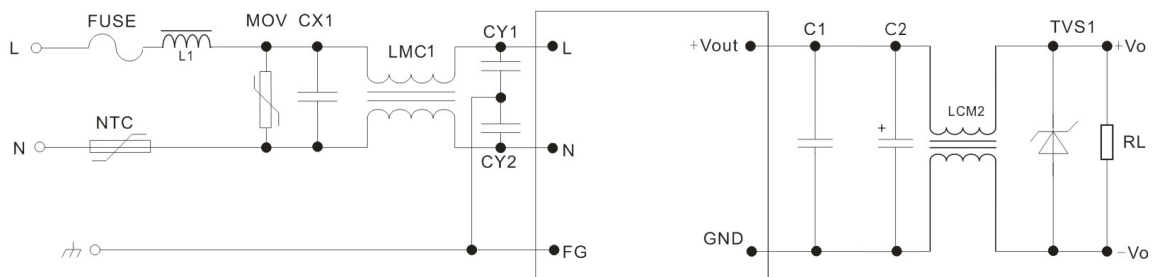 FUSE
L
L1
MOV
CX1
LMC1
CY1
L
NTC
N
CY2
N
FG
+Vout
GND
C1
C2
+
LCM2
TVS1
+Vo
RL
−Vo